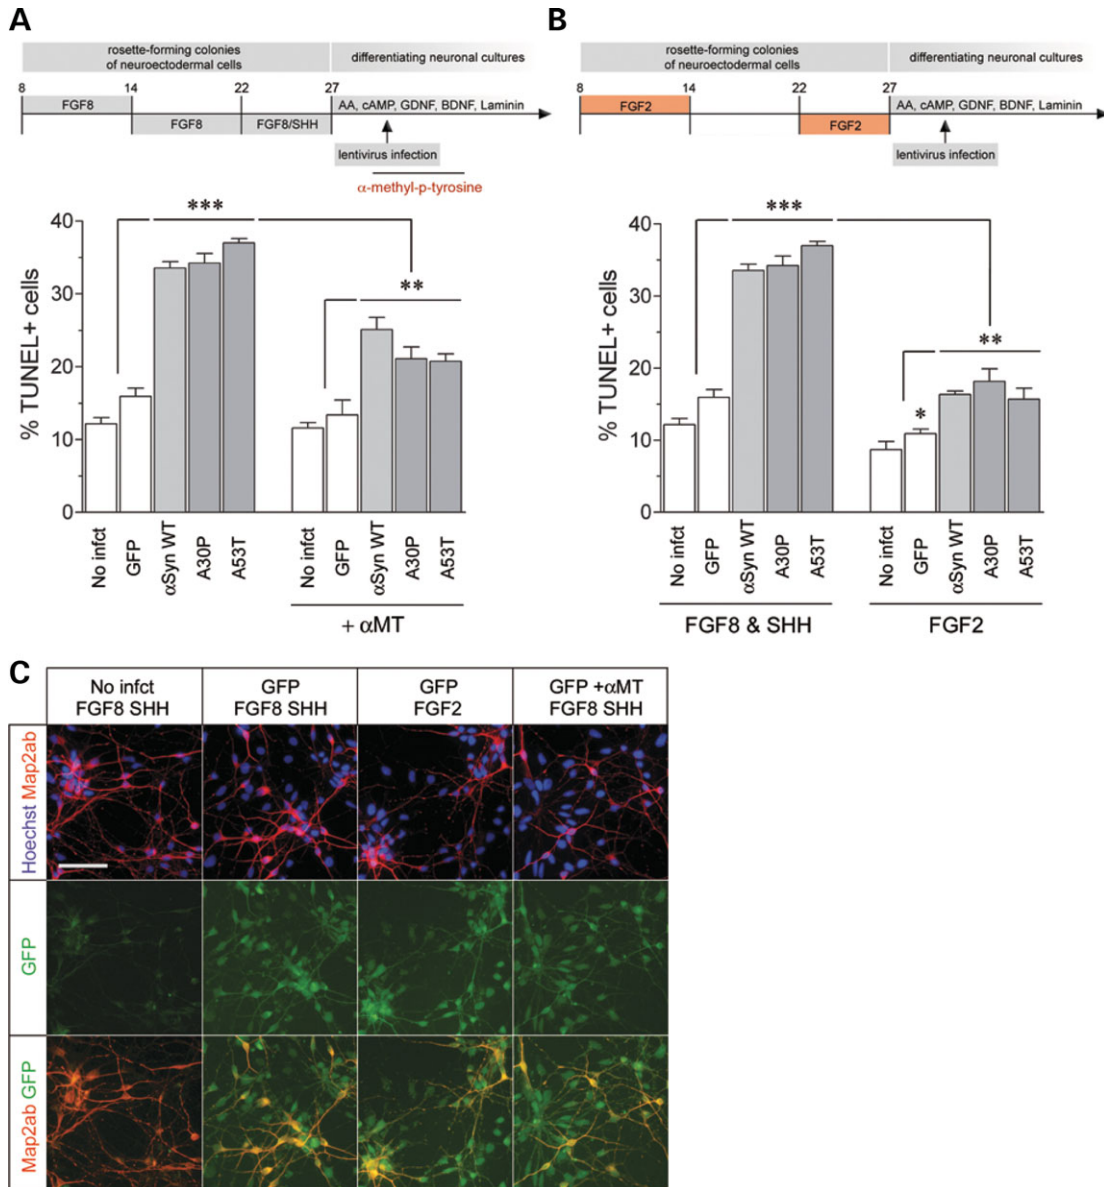 A
rosette-forming colonies
of neuroectodermal cells
differentiating neuronal cultures
8 14 22 27
FGF8
AA, cAMP, GDNF, BDNF, Laminin
FGF8 FGF8/SHH
lentivirus infection
α-methyl-p-tyrosine
% TUNEL+ cells
40
30
20
10
0
***
**
No infct
GFP
αSyn WT
A30P
A53T
No infct
GFP
αSyn WT
A30P
A53T
+ αMT
B
rosette-forming colonies
of neuroectodermal cells
differentiating neuronal cultures
8 14 22 27
FGF2
AA, cAMP, GDNF, BDNF, Laminin
FGF2
lentivirus infection
% TUNEL+ cells
40
30
20
10
0
***
**
*
No infct
GFP
αSyn WT
A30P
A53T
No infct
GFP
αSyn WT
A30P
A53T
FGF8 & SHH
FGF2
C
No infct
FGF8 SHH
GFP
FGF8 SHH
GFP
FGF2
GFP +αMT
FGF8 SHH
Hoechst Map2ab
GFP
Map2ab GFP